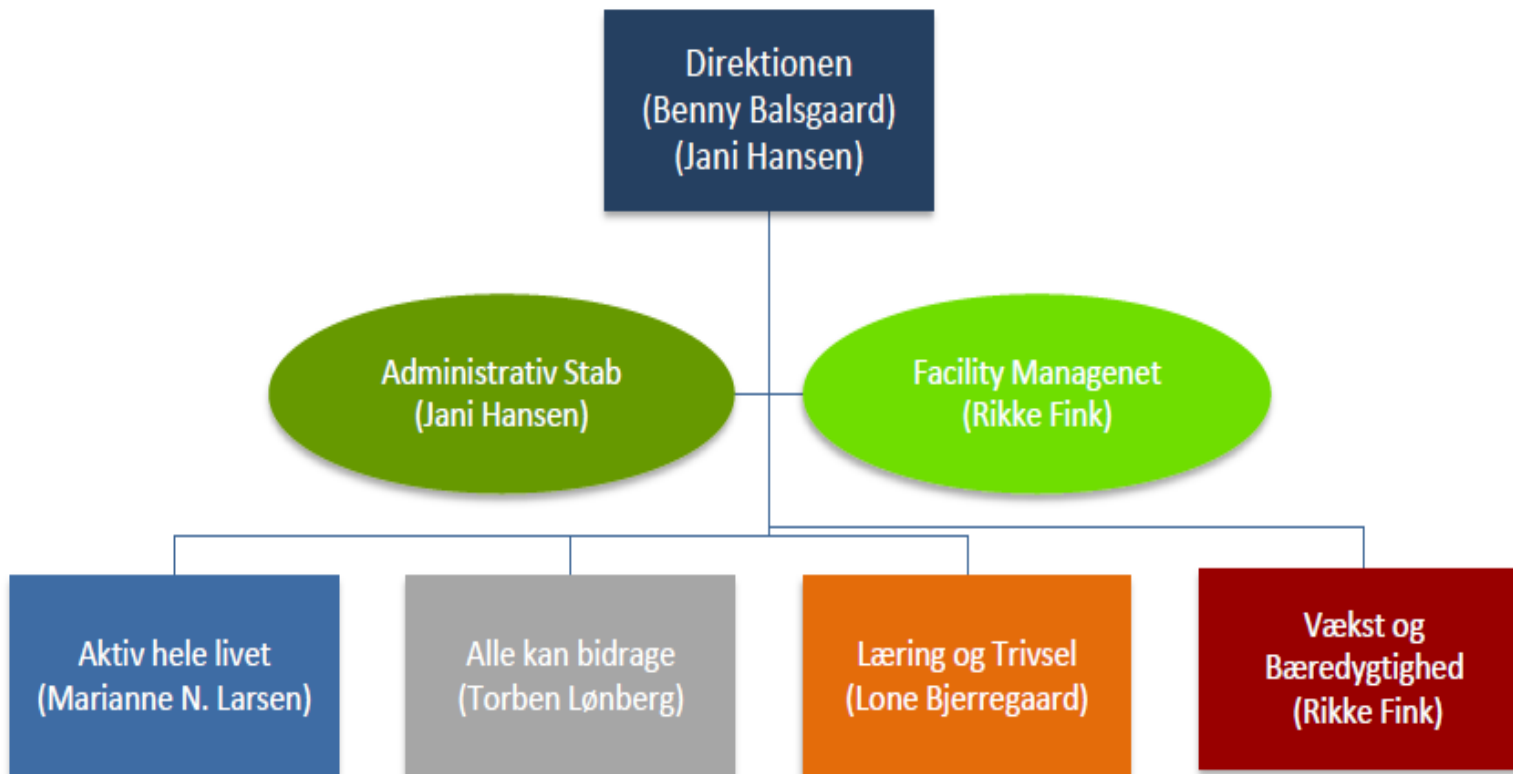 Direktionen
(Benny Balsgaard)
(Jani Hansen)
Administrativ Stab
(Jani Hansen)
Facility Managenet
(Rikke Fink)
Aktiv hele livet
(Marianne N. Larsen)
Alle kan bidrage
(Torben Lønberg)
Læring og Trivsel
(Lone Bjerregaard)
Vækst og
Bæredygtighed
(Rikke Fink)